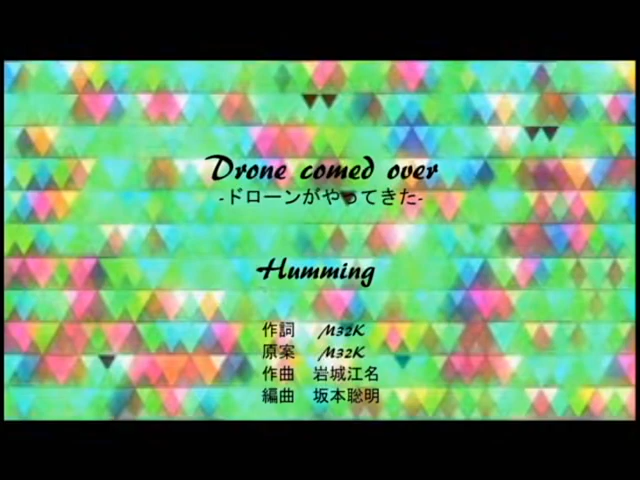 Drone comed over
-ドローンがやってきた-
Humming
作詞 M32K
原案 M32K
作曲 岩城江名
編曲 坂本聡明